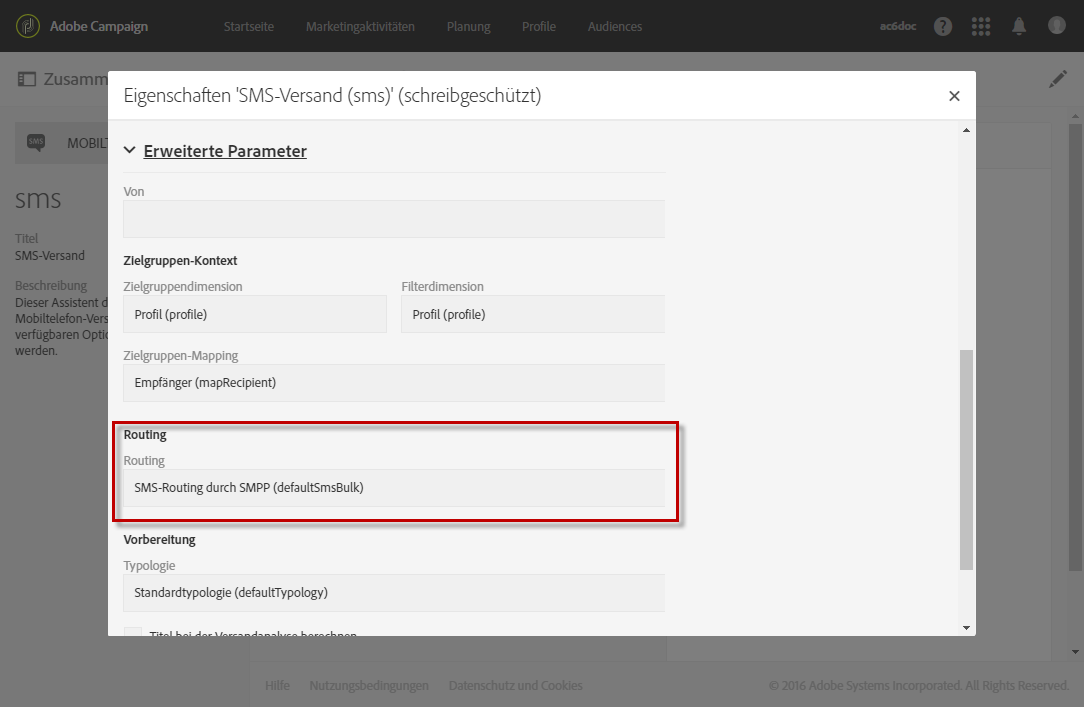 Adobe Campaign
Startseite
Marketingaktivitäten
Planung
Profile
Audiences
ac6doc
?
Zusamm
Eigenschaften 'SMS-Versand (sms)' (schreibgeschützt)
SMS
MOBILT
sms
Titel
SMS-Versand
Beschreibung
Dieser Assistent d
Mobiltelefon-Vers
verfügbaren Optic
werden.
Erweiterte Parameter
Von
Zielgruppen-Kontext
Zielgruppendimension
Filterdimension
Profil (profile)
Profil (profile)
Zielgruppen-Mapping
Empfänger (mapRecipient)
Routing
Routing
SMS-Routing durch SMPP (defaultSmsBulk)
Vorbereitung
Typologie
Standardtypologie (defaultTypology)
Titel bei der Versandanalyse berechnen
Hilfe
Nutzungsbedingungen
Datenschutz und Cookies
© 2016 Adobe Systems Incorporated. All Rights Reserved.